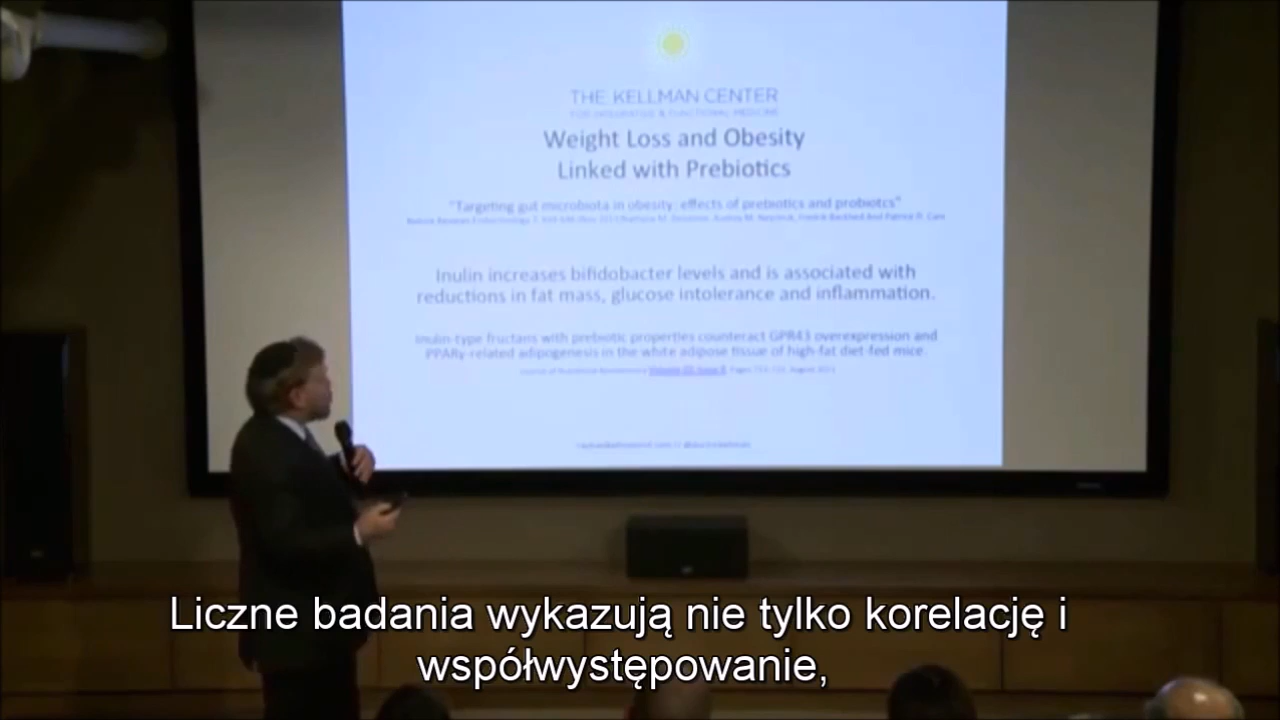 THE KELLMAN CENTER
FOR INTEGRATIVE & FUNCTIONAL MEDICINE
Weight Loss and Obesity
Linked with Prebiotics
"Targeting gut microbiota in obesity: effects of prebiotics and probiotcs"
Inulin increases bifidobacter levels and is associated with
reductions in fat mass, glucose intolerance and inflammation.
Inulin-type fructans with prebiotic properties counteract GPR43 overexpression and
PPARγ-related adipogenesis in the white adipose tissue of high-fat diet-fed mice.
Liczne badania wykazują nie tylko korelację i
współwystępowanie,